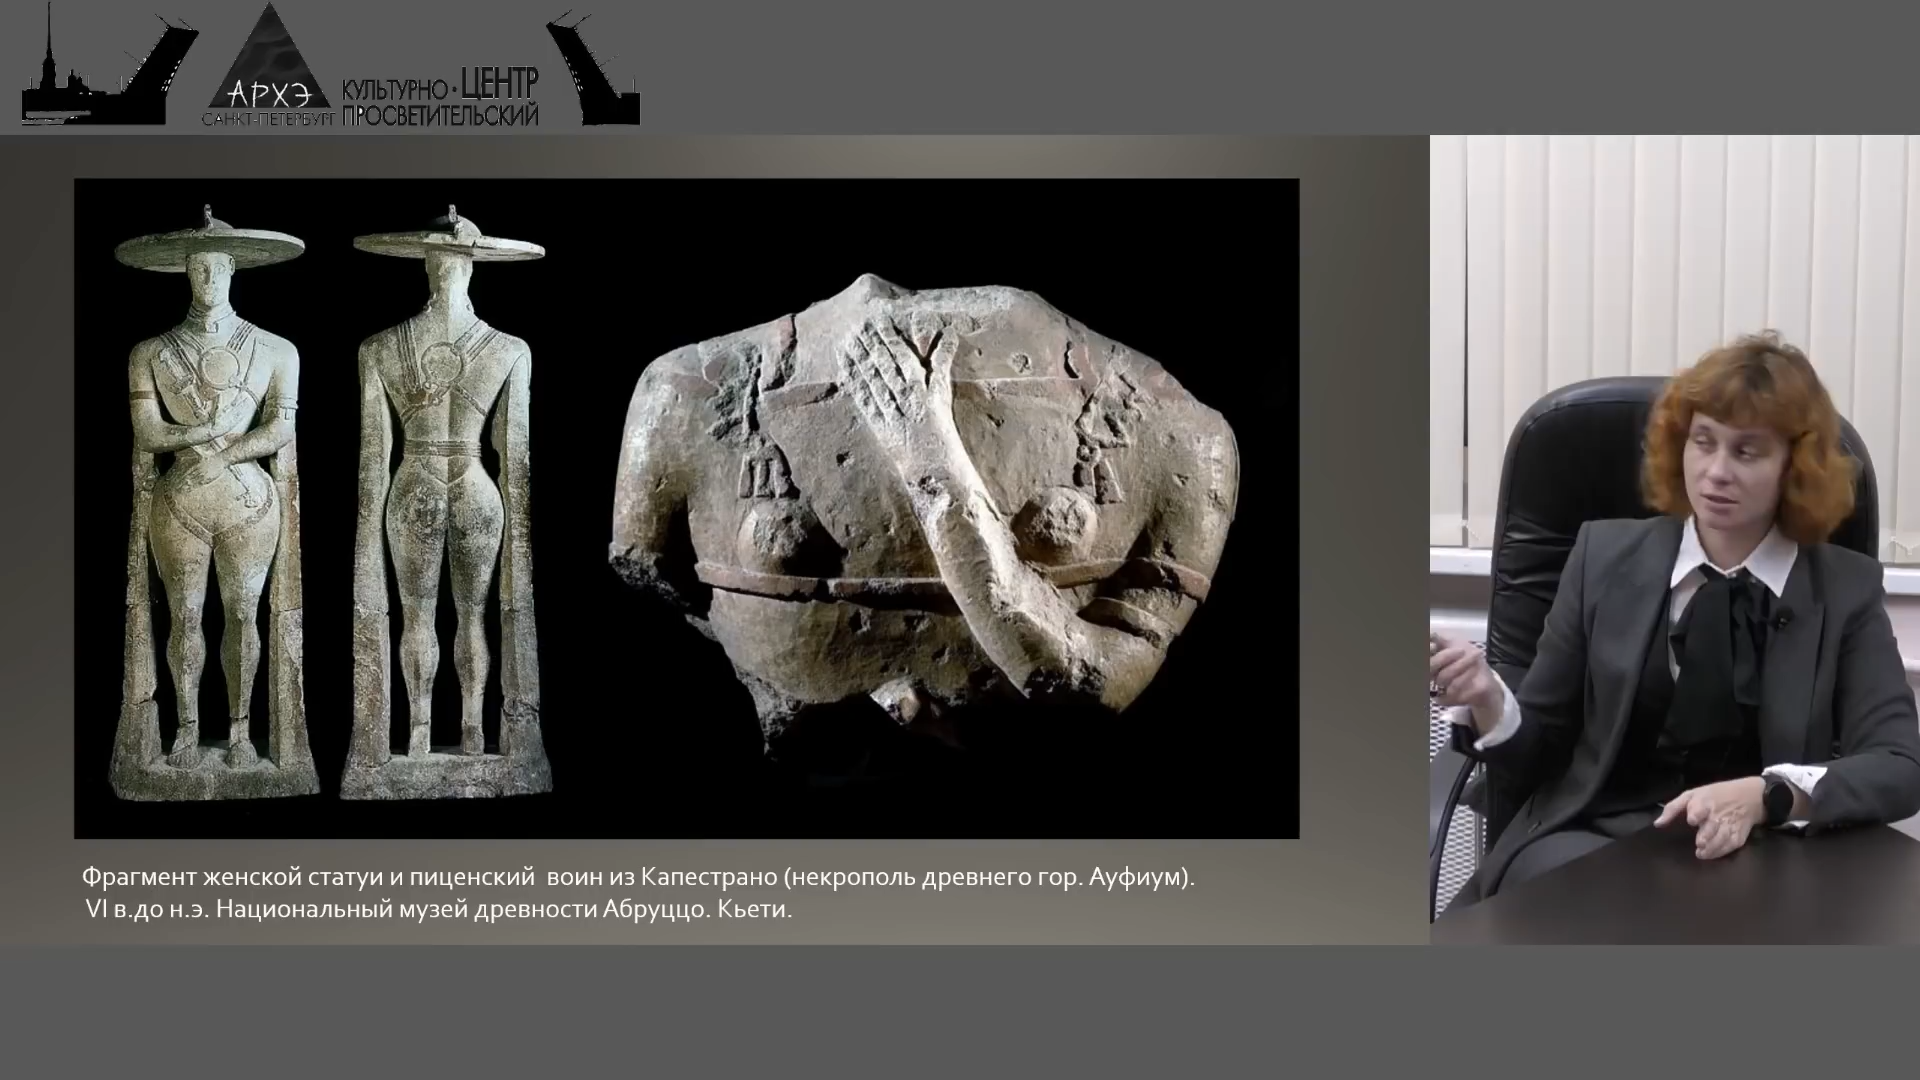 АРХЭ
САНКТ-ПЕТЕРБУРГ
КУЛЬТУРНО·ЦЕНТР
ПРОСВЕТИТЕЛЬСКИЙ
Фрагмент женской статуи и пиценский воин из Капестрано (некрополь древнего гор. Ауфиум).
VI в.до н.э. Национальный музей древности Абруццо. Кьети.